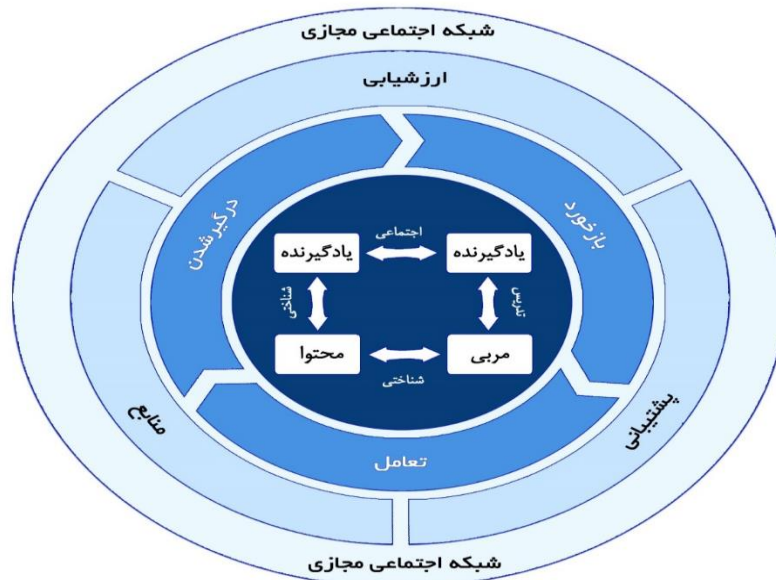 شبکه اجتماعی مجازی
ارزشیابی
درگیرشدن
بازخورد
اجتماعی
یادگیرنده
یادگیرنده
شناختی
تدریس
محتوا
مربی
شناختی
منابع
پشتیبانی
تعامل
شبکه اجتماعی مجازی